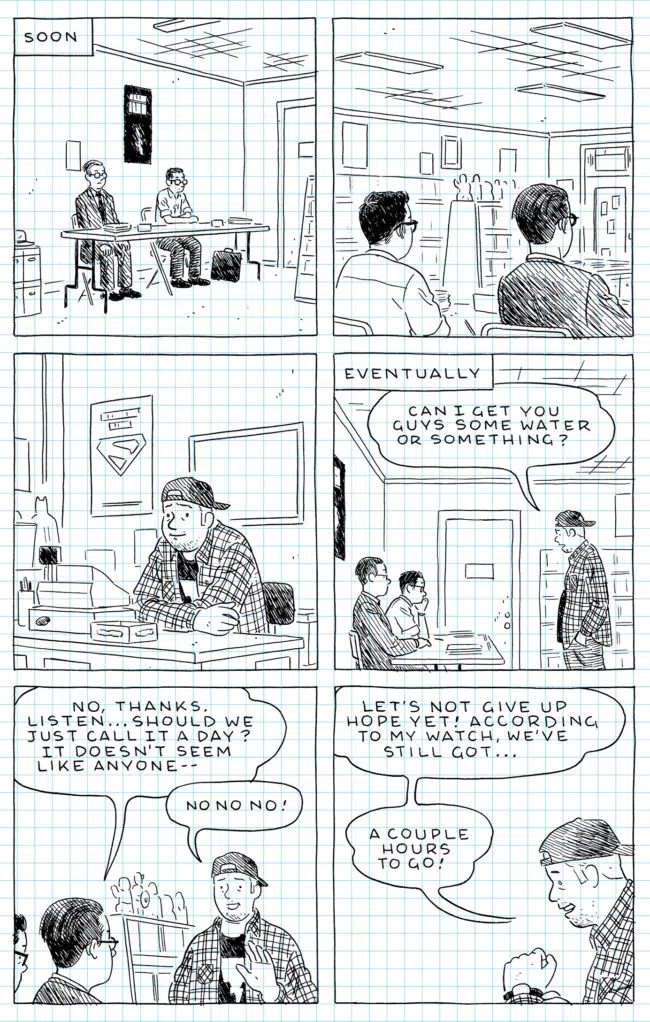 SOON
EVENTUALLY
CAN I GET YOU
GUYS SOME WATER
OR SOMETHING?
NO, THANKS.
LISTEN...SHOULD WE
JUST CALL IT A DAY?
IT DOESN'T SEEM
LIKE ANYONE--
NO NO NO!
LET'S NOT GIVE UP
HOPE YET! ACCORDING
TO MY WATCH, WE'VE
STILL GOT...
A COUPLE
HOURS
TO GO!